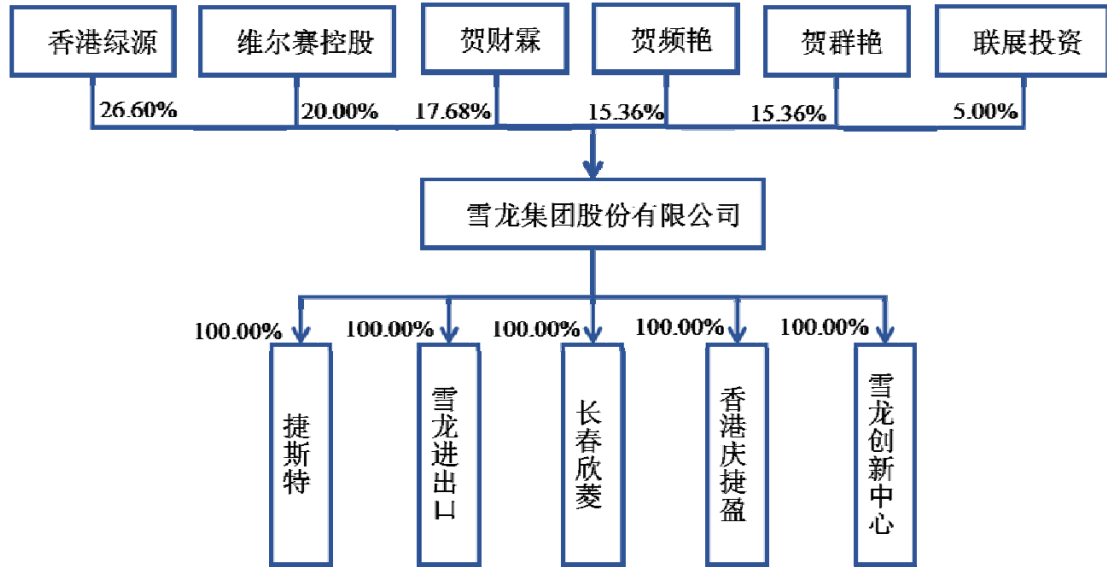 香港绿源
维尔赛控股
贺财霖
贺频艳
贺群艳
联展投资
26.60%
20.00%
17.68%
15.36%
15.36%
5.00%
雪龙集团股份有限公司
100.00%
100.00%
100.00%
100.00%
100.00%
捷斯特
雪龙进出口
长春欣菱
香港庆捷盈
雪龙创新中心